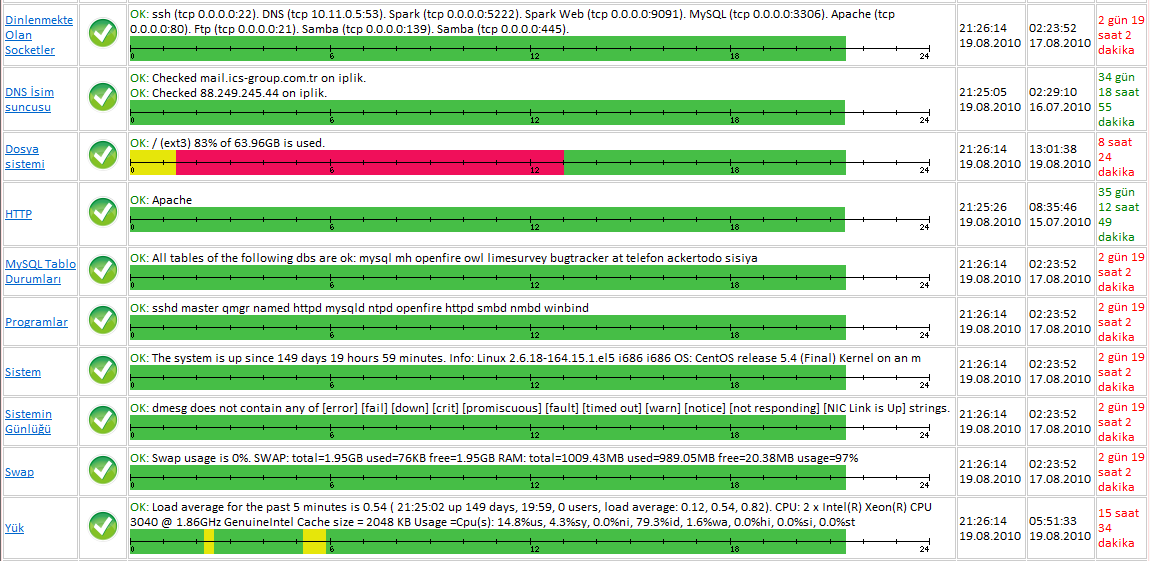 Dinlenmekte
Olan
Socketler
OK: ssh (tcp 0.0.0.0:22). DNS (tcp 10.11.0.5:53). Spark (tcp 0.0.0.0:5222). Spark Web (tcp 0.0.0.0:9091). MySQL (tcp 0.0.0.0:3306). Apache (tcp
0.0.0.0:80). Ftp (tcp 0.0.0.0:21). Samba (tcp 0.0.0.0:139). Samba (tcp 0.0.0.0:445).
0 6 12 18 24
21:26:14
19.08.2010
02:23:52
17.08.2010
2 gün 19
saat 2
dakika
DNS İsim
suncusu
OK: Checked mail.ics-group.com.tr on iplik.
OK: Checked 88.249.245.44 on iplik.
0 6 12 18 24
21:25:05
19.08.2010
02:29:10
16.07.2010
34 gün
18 saat
55
dakika
Dosya
sistemi
OK: / (ext3) 83% of 63.96GB is used.
0 6 12 18 24
21:26:14
19.08.2010
13:01:38
19.08.2010
8 saat
24
dakika
HTTP
OK: Apache
0 6 12 18 24
21:25:26
19.08.2010
08:35:46
15.07.2010
35 gün
12 saat
49
dakika
MySQL Tablo
Durumları
OK: All tables of the following dbs are ok: mysql mh openfire owl limesurvey bugtracker at telefon ackertodo sisiya
0 6 12 18 24
21:26:14
19.08.2010
02:23:52
17.08.2010
2 gün 19
saat 2
dakika
Programlar
OK: sshd master qmgr named httpd mysqld ntpd openfire httpd smbd nmbd winbind
0 6 12 18 24
21:26:14
19.08.2010
02:23:52
17.08.2010
2 gün 19
saat 2
dakika
Sistem
OK: The system is up since 149 days 19 hours 59 minutes. Info: Linux 2.6.18-164.15.1.el5 i686 i686 OS: CentOS release 5.4 (Final) Kernel on an m
0 6 12 18 24
21:26:14
19.08.2010
02:23:52
17.08.2010
2 gün 19
saat 2
dakika
Sistemin
Günlüğü
OK: dmesg does not contain any of [error] [fail] [down] [crit] [promiscuous] [fault] [timed out] [warn] [notice] [not responding] [NIC Link is Up] strings.
0 6 12 18 24
21:26:14
19.08.2010
02:23:52
17.08.2010
2 gün 19
saat 2
dakika
Swap
OK: Swap usage is 0%. SWAP: total=1.95GB used=76KB free=1.95GB RAM: total=1009.43MB used=989.05MB free=20.38MB usage=97%
0 6 12 18 24
21:26:14
19.08.2010
02:23:52
17.08.2010
2 gün 19
saat 2
dakika
Yük
OK: Load average for the past 5 minutes is 0.54 ( 21:25:02 up 149 days, 19:59, 0 users, load average: 0.12, 0.54, 0.82). CPU: 2 x Intel(R) Xeon(R) CPU
3040 @ 1.86GHz GenuineIntel Cache size = 2048 KB Usage =Cpu(s): 14.8%us, 4.3%sy, 0.0%ni, 79.3%id, 1.6%wa, 0.0%hi, 0.0%si, 0.0%st
0 6 12 18 24
21:26:14
19.08.2010
05:51:33
19.08.2010
15 saat
34
dakika